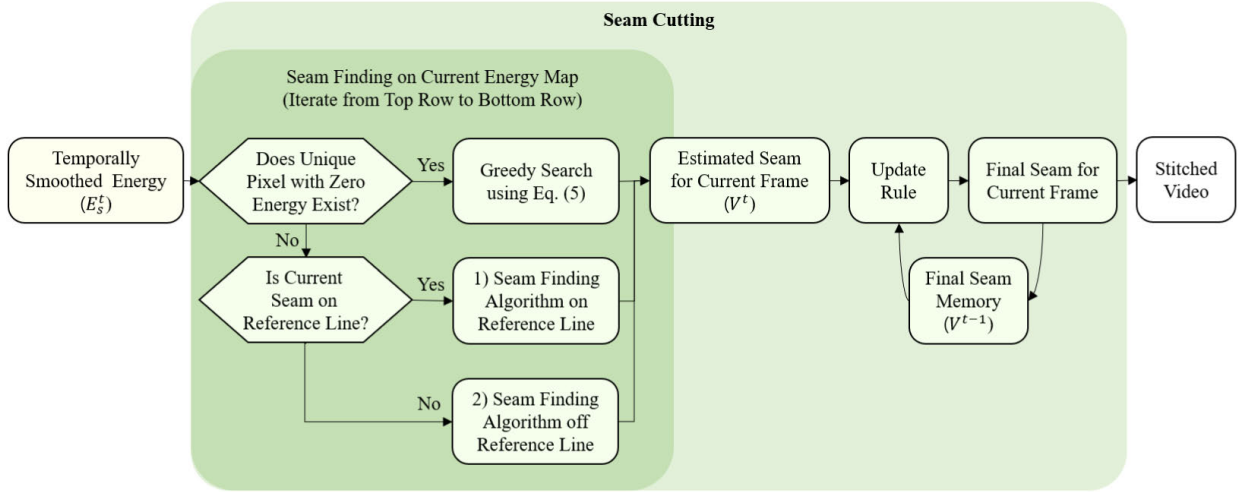 Seam Cutting
Seam Finding on Current Energy Map
(Iterate from Top Row to Bottom Row)
Temporally
Smoothed Energy
(E_s^t)
Does Unique
Pixel with Zero
Energy Exist?
Yes
Greedy Search
using Eq. (5)
Estimated Seam
for Current Frame
(V^t)
Update
Rule
Final Seam for
Current Frame
Stitched
Video
No
Is Current
Seam on
Reference Line?
Yes
1) Seam Finding
Algorithm on
Reference Line
Final Seam
Memory
(V^{t-1})
No
2) Seam Finding
Algorithm off
Reference Line